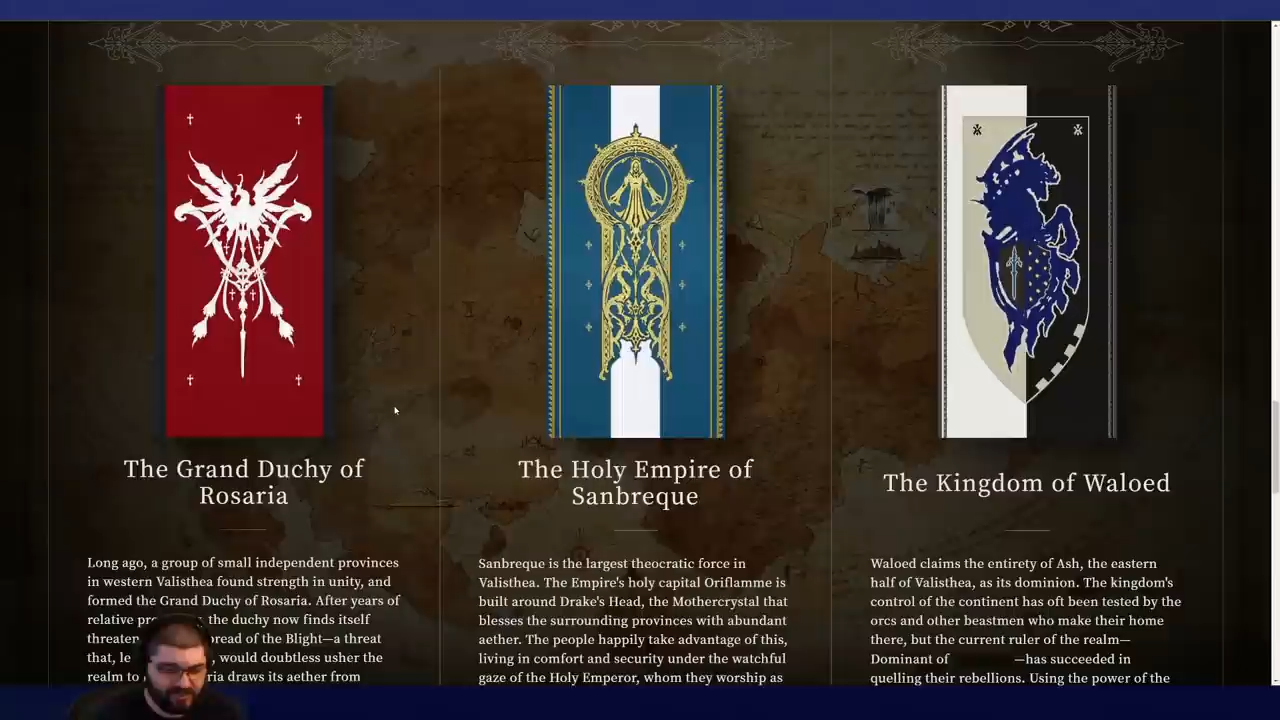 The Grand Duchy of
Rosaria
Long ago, a group of small independent provinces
in western Valisthea found strength in unity, and
formed the Grand Duchy of Rosaria. After years of
relative the duchy now finds itself
of the Blight—a threat
that, would doubtless usher the
realm to draws its aether from
The Holy Empire of
Sanbreque
Sanbreque is the largest theocratic force in
Valisthea. The Empire's holy capital Oriflamme is
built around Drake's Head, the Mothercrystal that
blesses the surrounding provinces with abundant
aether. The people happily take advantage of this,
living in comfort and security under the watchful
gaze of the Holy Emperor, whom they worship as
The Kingdom of Waloed
Waloed claims the entirety of Ash, the eastern
half of Valisthea, as its dominion. The kingdom's
control of the continent has oft been tested by the
orcs and other beastmen who make their home
there, but the current ruler of the realm—
Dominant of —has succeeded in
quelling their rebellions. Using the power of the